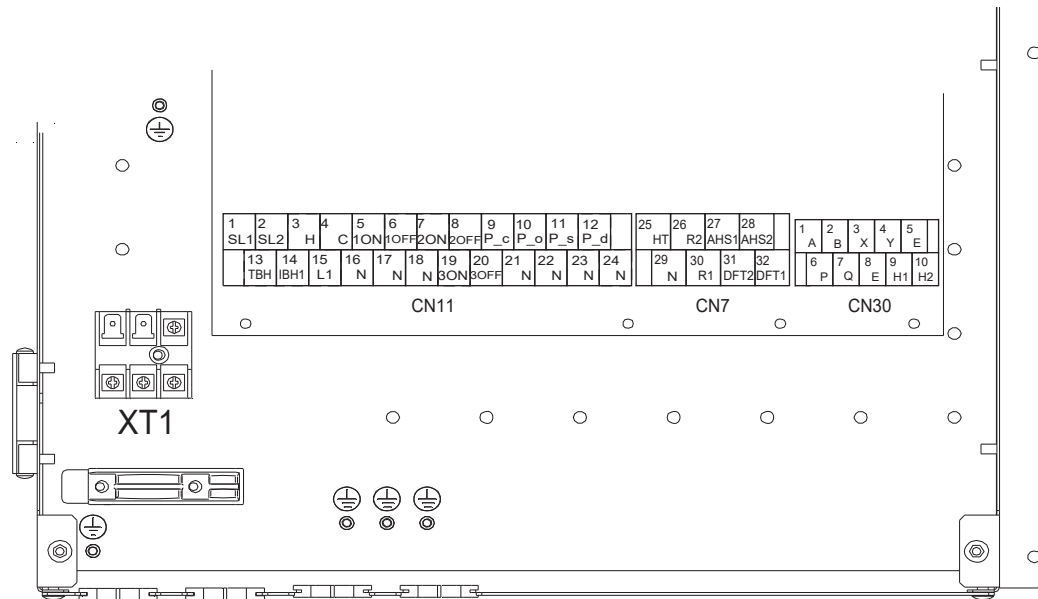 1 2 3 4 5 6 7 8 9 10 11 12
SL1 SL2 H C 1ON 1OFF 2ON 2OFF P_c P_o P_s P_d
13 14 15 16 17 18 19 20 21 22 23 24
TBH IBH1 L1 N N N 3ON 3OFF N N N N
CN11
25 26 27 28
HT R2 AHS1 AHS2
29 30 31 32
N R1 DFT2 DFT1
CN7
1 2 3 4 5
A B X Y E
6 7 8 9 10
P Q E H1 H2
CN30
XT1